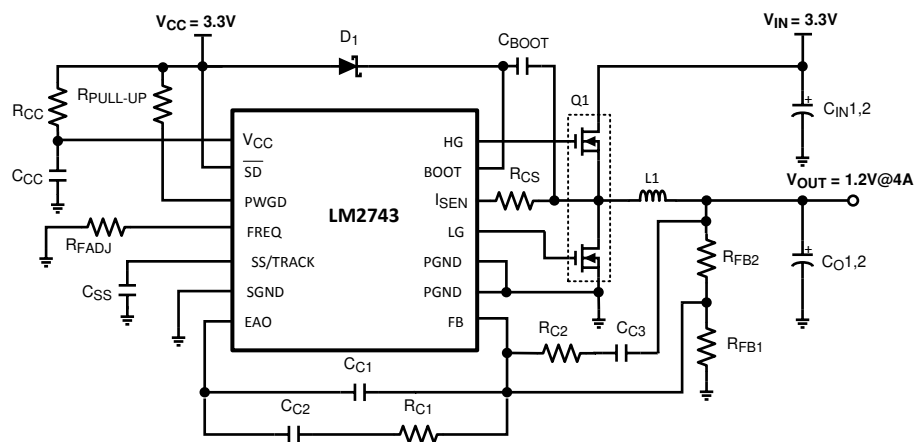 VCC = 3.3V
D1
CBOOT
VIN = 3.3V
RCC
RPULL-UP
Q1
CIN1,2
CCC
VCC
SD
PWGD
FREQ
SS/TRACK
SGND
EAO
LM2743
HG
BOOT
ISEN
LG
PGND
PGND
FB
RCS
L1
VOUT = 1.2V@4A
RFADJ
CSS
RFB2
CO1,2
RC2
CC3
RFB1
CC1
CC2
RC1